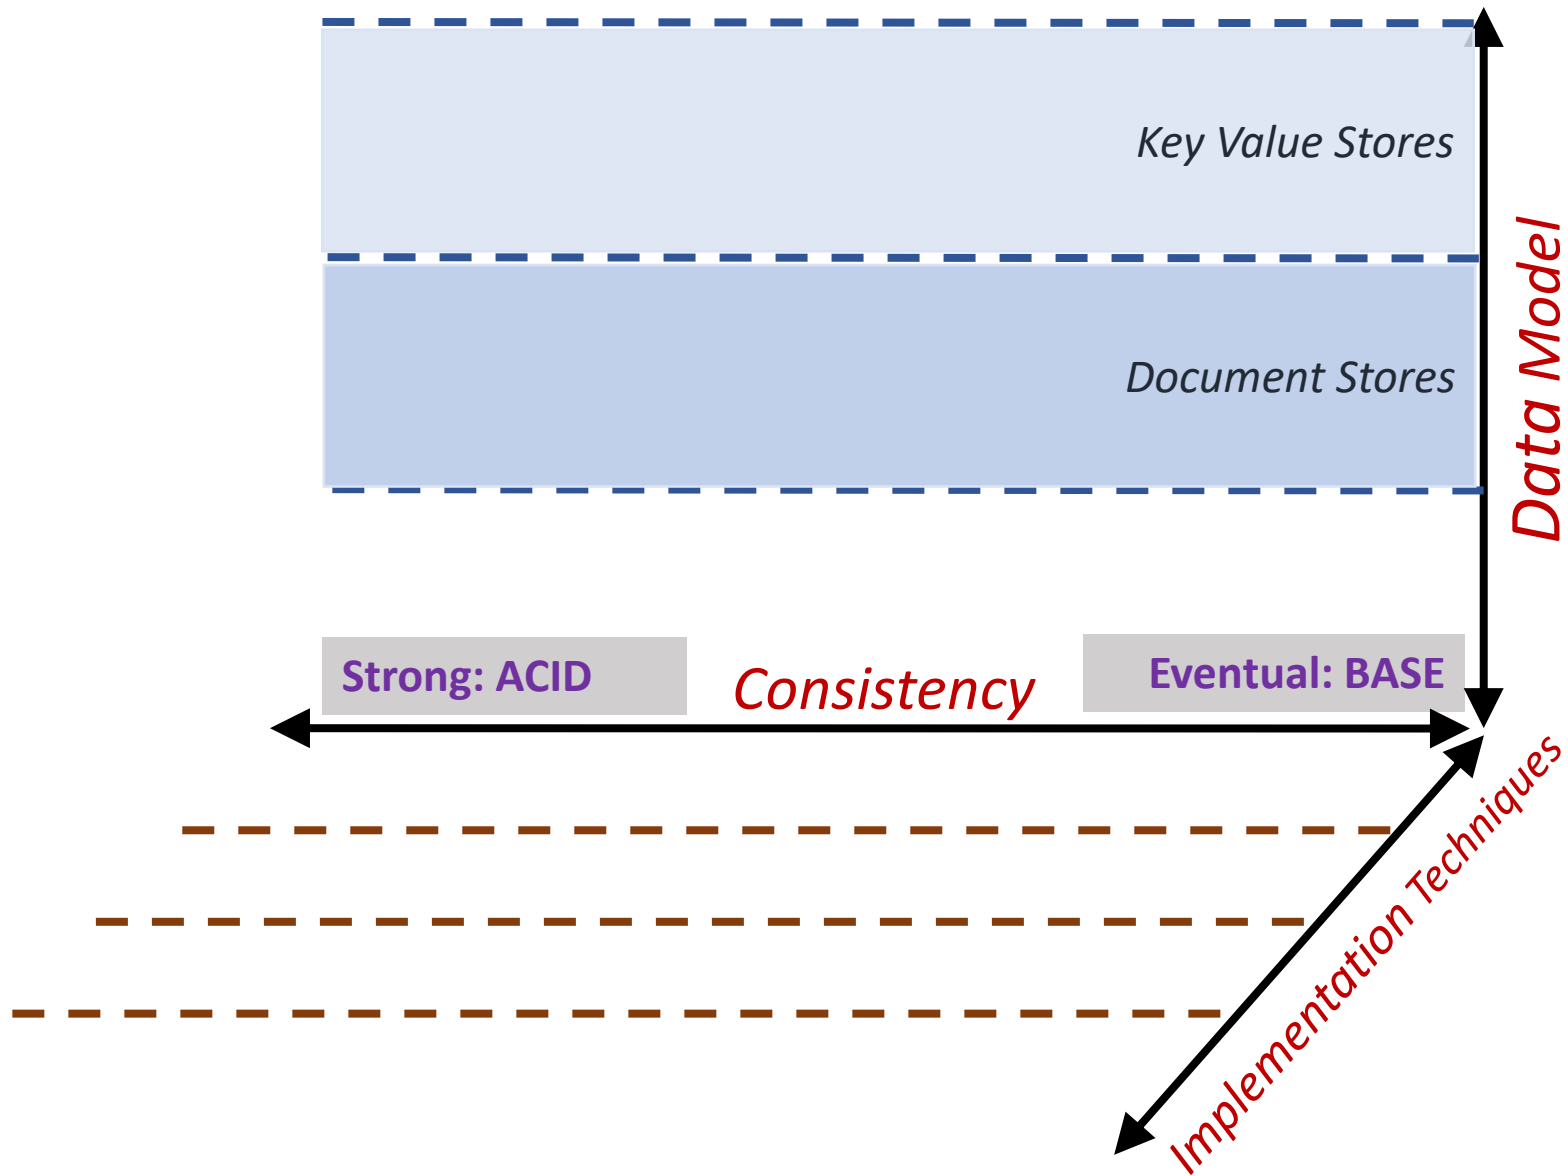 Key Value Stores
Data Model
Document Stores
Strong: ACID
Consistency
Eventual: BASE
Implementation Techniques